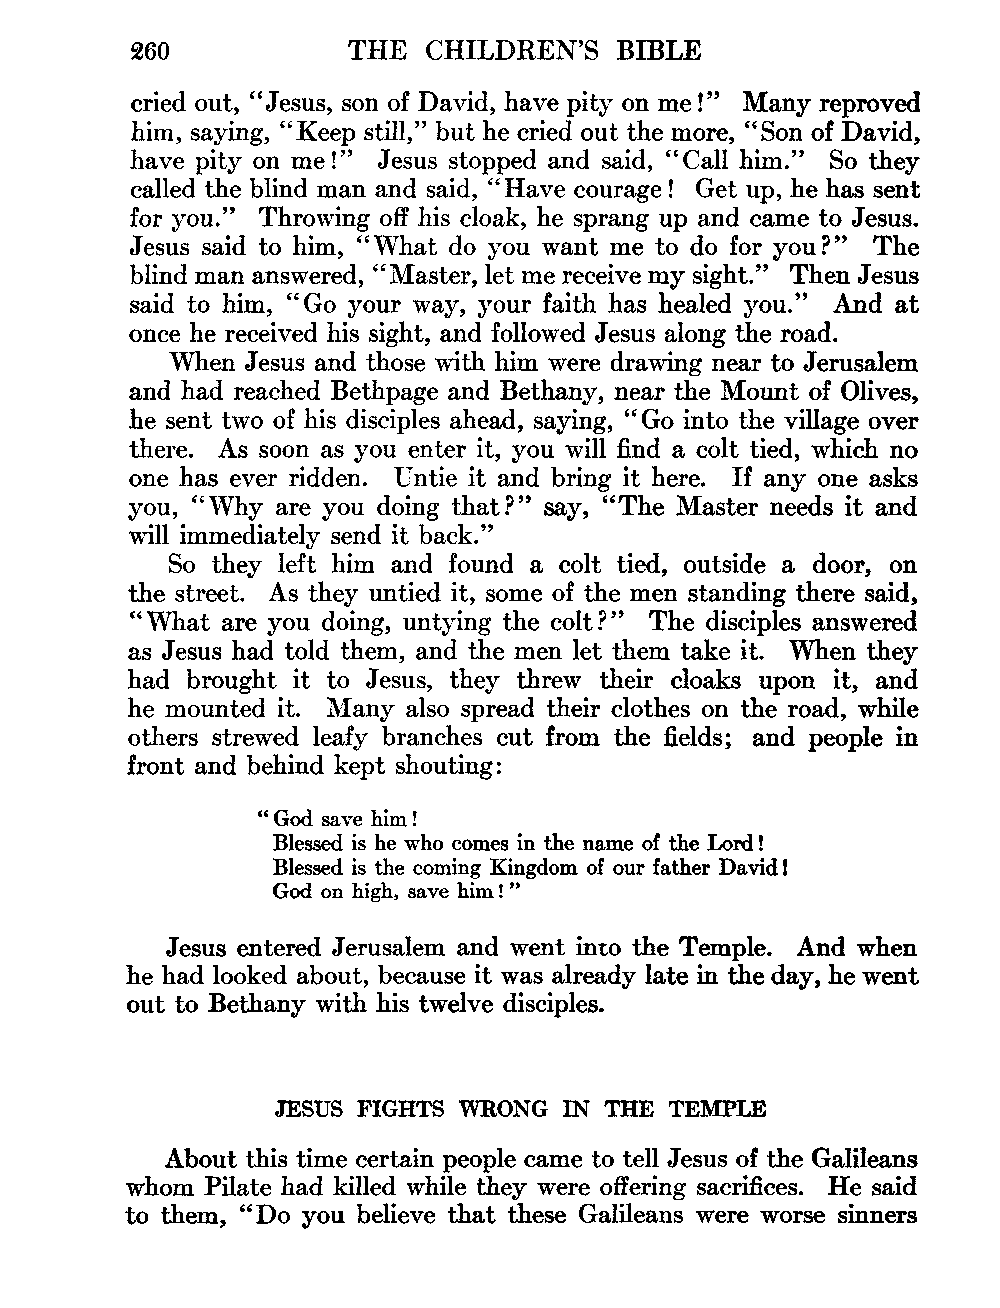 260 THE CHILDREN'S BIBLE
cried out, "Jesus, son of David, have pity on me!" Many reproved
him, saying, "Keep still," but he cried out the more, "Son of David,
have pity on me!" Jesus stopped and said, "Call him." So they
called the blind man and said, "Have courage! Get up, he has sent
for you." Throwing off his cloak, he sprang up and came to Jesus.
Jesus said to him, "What do you want me to do for you?" The
blind man answered, "Master, let me receive my sight." Then Jesus
said to him, "Go your way, your faith has healed you." And at
once he received his sight, and followed Jesus along the road.
When Jesus and those with him were drawing near to Jerusalem
and had reached Bethpage and Bethany, near the Mount of Olives,
he sent two of his disciples ahead, saying, "Go into the village over
there. As soon as you enter it, you will find a colt tied, which no
one has ever ridden. Untie it and bring it here. If any one asks
you, "Why are you doing that?" say, "The Master needs it and
will immediately send it back."
So they left him and found a colt tied, outside a door, on
the street. As they untied it, some of the men standing there said,
"What are you doing, untying the colt?" The disciples answered
as Jesus had told them, and the men let them take it. When they
had brought it to Jesus, they threw their cloaks upon it, and
he mounted it. Many also spread their clothes on the road, while
others strewed leafy branches cut from the fields; and people in
front and behind kept shouting:
"God save him!
Blessed is he who comes in the name of the Lord!
Blessed is the coming Kingdom of our father David!
God on high, save him!"
Jesus entered Jerusalem and went into the Temple. And when
he had looked about, because it was already late in the day, he went
out to Bethany with his twelve disciples.
JESUS FIGHTS WRONG IN THE TEMPLE
About this time certain people came to tell Jesus of the Galileans
whom Pilate had killed while they were offering sacrifices. He said
to them, "Do you believe that these Galileans were worse sinners